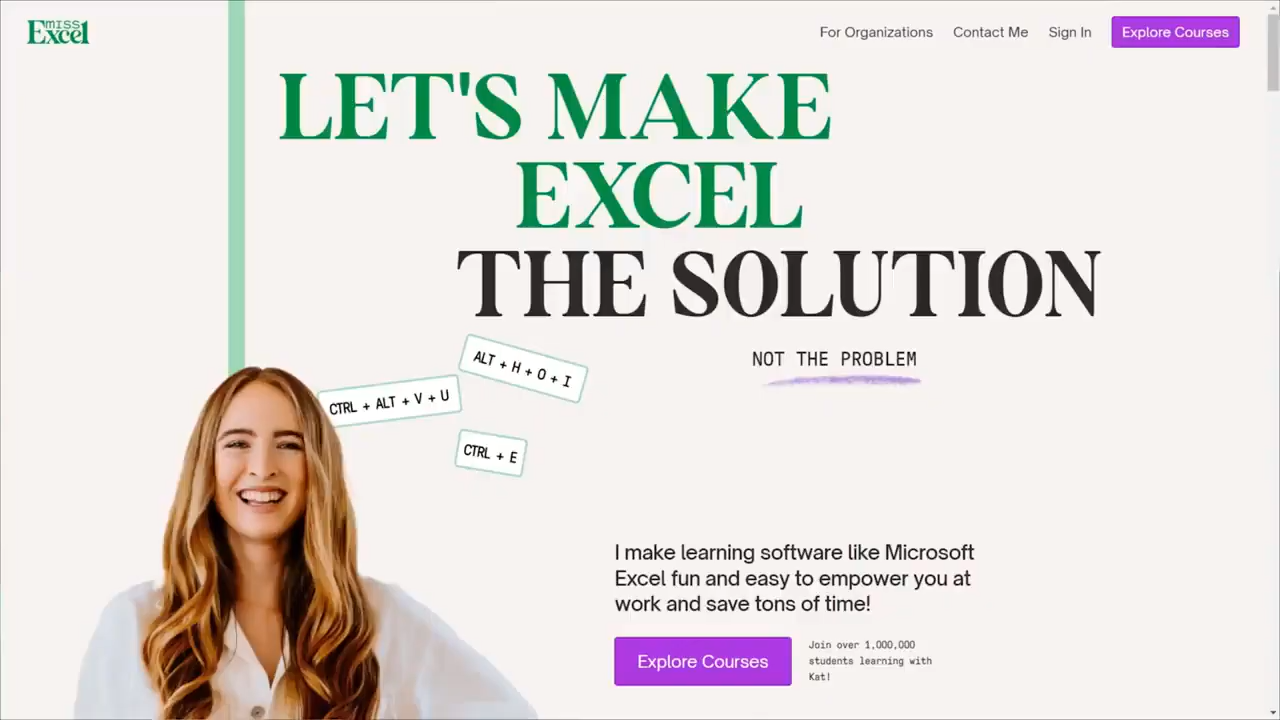 miss
Excel
For Organizations
Contact Me
Sign In
Explore Courses
LET'S MAKE
EXCEL
THE SOLUTION
NOT THE PROBLEM
ALT + H + O + I
CTRL + ALT + V + U
CTRL + E
I make learning software like Microsoft
Excel fun and easy to empower you at
work and save tons of time!
Explore Courses
Join over 1,000,000
students learning with
Kat!